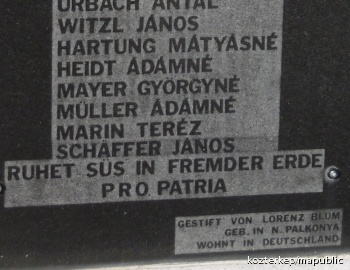 URBACH ANTAL
WITZL JÁNOS
HARTUNG MÁTYÁSNÉ
HEIDT ÁDÁMNÉ
MAYER GYÖRGYNÉ
MÜLLER ÁDÁMNÉ
MARIN TERÉZ
SCHÄFFER JÁNOS
RUHET SÜS IN FREMDER ERDE
PRO PATRIA
GESTIFT VON LORENZ BLUM
GEB. IN N. PALKONYA
WOHNT IN DEUTSCHLAND
kozterkep/mapublic